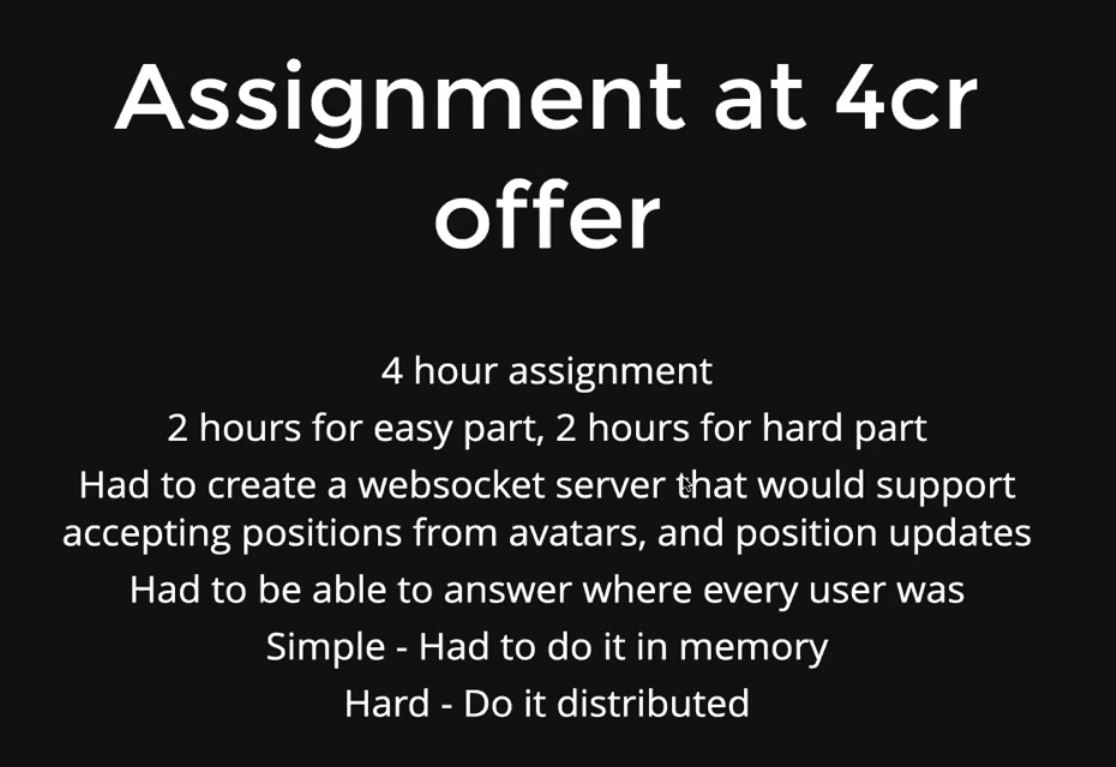 Assignment at 4cr
offer
4 hour assignment
2 hours for easy part, 2 hours for hard part
Had to create a websocket server that would support
accepting positions from avatars, and position updates
Had to be able to answer where every user was
Simple - Had to do it in memory
Hard - Do it distributed